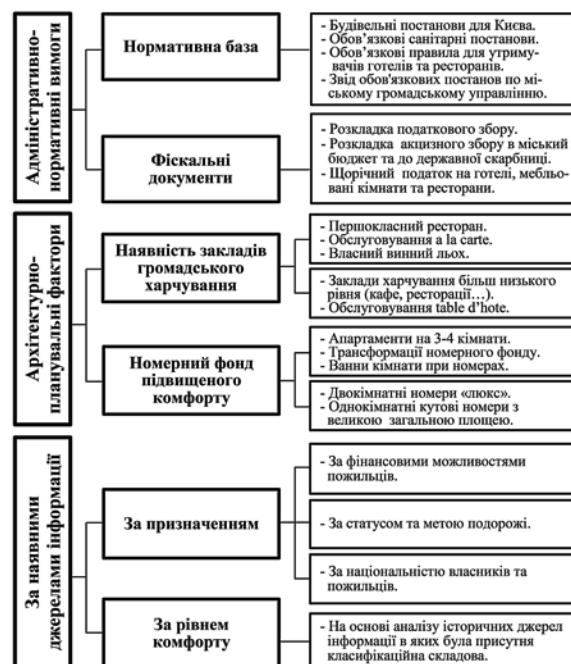 Адміністративно-
нормативні вимоги
Нормативна база
- Будівельні постанови для Києва.
- Обов’язкові санітарні постанови.
- Обов’язкові правила для утриму-
вачів готелів та ресторанів.
- Звід обов'язкових постанов по мі-
ському громадському управлінню.
Фіскальні
документи
- Розкладка податкового збору.
- Розкладка акцизного збору в міський
бюджет та до державної скарбниці.
- Щорічний податок на готелі, мебльо-
вані кімнати та ресторани.
Архітектурно-
планувальні фактори
Наявність закладів
громадського
харчування
- Першокласний ресторан.
- Обслуговування a la carte.
- Власний винний льох.
- Заклади харчування більш низького
рівня (кафе, ресторації…).
- Обслуговування table d’hote.
Номерний фонд
підвищеного
комфорту
- Апартаменти на 3-4 кімнати.
- Трансформації номерного фонду.
- Ванни кімнати при номерах.
- Двокімнатні номери «люкс».
- Однокімнатні кутові номери з
великою загальною площею.
За наявними
джерелами інформації
За призначенням
- За фінансовими можливостями
пожильців.
- За статусом та метою подорожі.
- За національністю власників та
пожильців.
За рівнем
комфорту
- На основі аналізу історичних джерел
інформації в яких була присутня
класифікаційна складова.